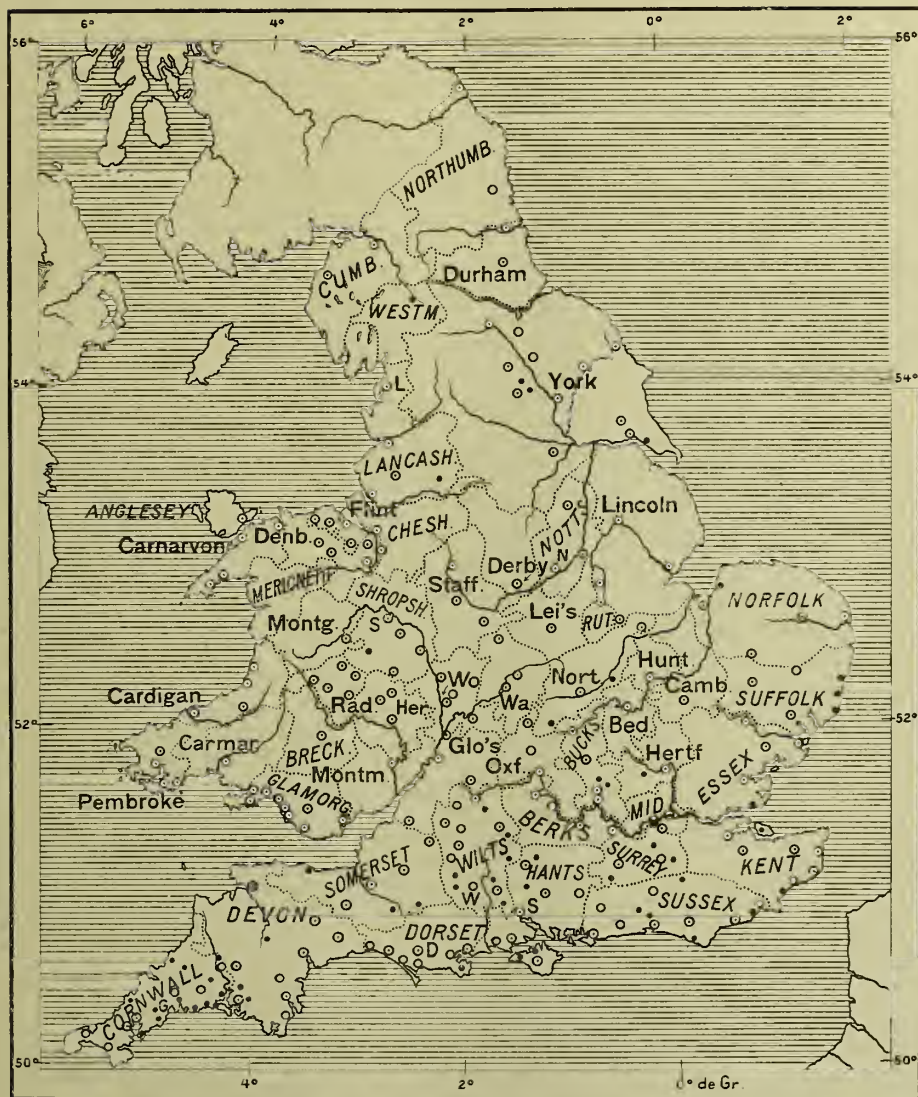 6° 4° 2° 0° 2°
56° 56°
NORTHUMB.
CUMB.
Durham
WESTM
L
York
54° 54°
LANCASH.
ANGLESEY
Flint
CHESH.
NOTT
Lincoln
Carnarvon
Denb.
Derby
N
MERIONETH
Staff.
SHROPSH
NORFOLK
Montg.
S
Lei's
RUT
Hunt
Cardigan
Rad
Her
Wo
Wa
Nort.
Camb
SUFFOLK
52° 52°
Carmar
BRECK
Glo's
Oxf.
BUCKS
Bed
Hertf
ESSEX
Montm.
Pembroke
GLAMORG
MID
BERKS
SOMERSET
WILTS
HANTS
SURREY
KENT
W
S
SUSSEX
DEVON
DORSET
D
CORNWALL
G
50° 50°
4° 2° 0° de Gr.